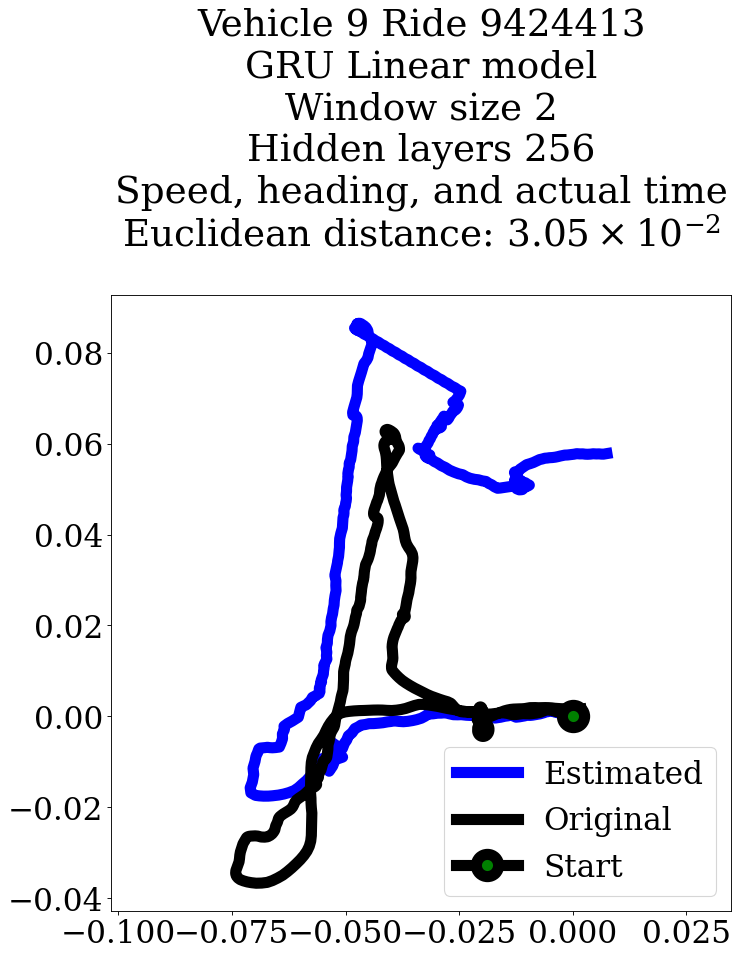 Vehicle 9 Ride 9424413
GRU Linear model
Window size 2
Hidden layers 256
Speed, heading, and actual time
Euclidean distance: 3.05 × 10⁻²
0.08
0.06
0.04
0.02
0.00
−0.02
−0.04
Estimated
Original
Start
−0.100 −0.075 −0.050 −0.025 0.000 0.025